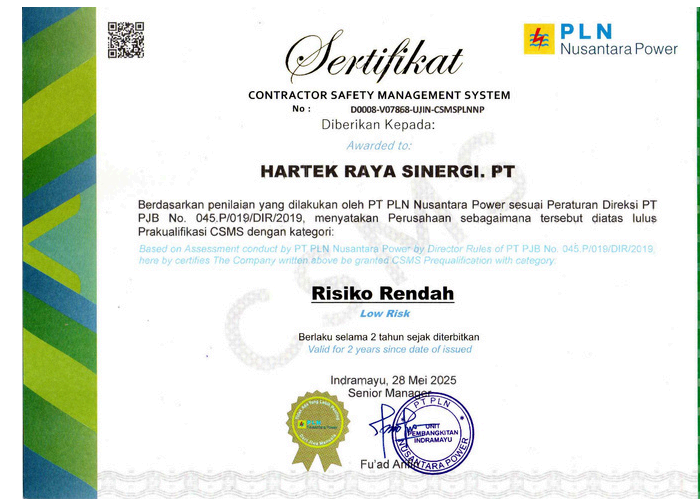 PLN
Nusantara Power
Sertifikat
CONTRACTOR SAFETY MANAGEMENT SYSTEM
No : D0008-V07868-UJIN-CSMSPLNNP
Diberikan Kepada:
Awarded to:
HARTEK RAYA SINERGI. PT
Berdasarkan penilaian yang dilakukan oleh PT PLN Nusantara Power sesuai Peraturan Direksi PT
PJB No. 045.P/019/DIR/2019, menyatakan Perusahaan sebagaimana tersebut diatas lulus
Prakualifikasi CSMS dengan kategori:
Based on Assessment conduct by PT PLN Nusantara Power by Director Rules of PT PJB No. 045.P/019/DIR/2019,
here by certifies The Company written above be granted CSMS Prequalification with category:
CSMS
Risiko Rendah
Low Risk
Berlaku selama 2 tahun sejak diterbitkan
Valid for 2 years since date of issued
Indramayu, 28 Mei 2025
Senior Manager
PLN
Nusantara Power
PT PLN
UNIT
PEMBANGKITAN
INDRAMAYU
NUSANTARA POWER
Fu'ad